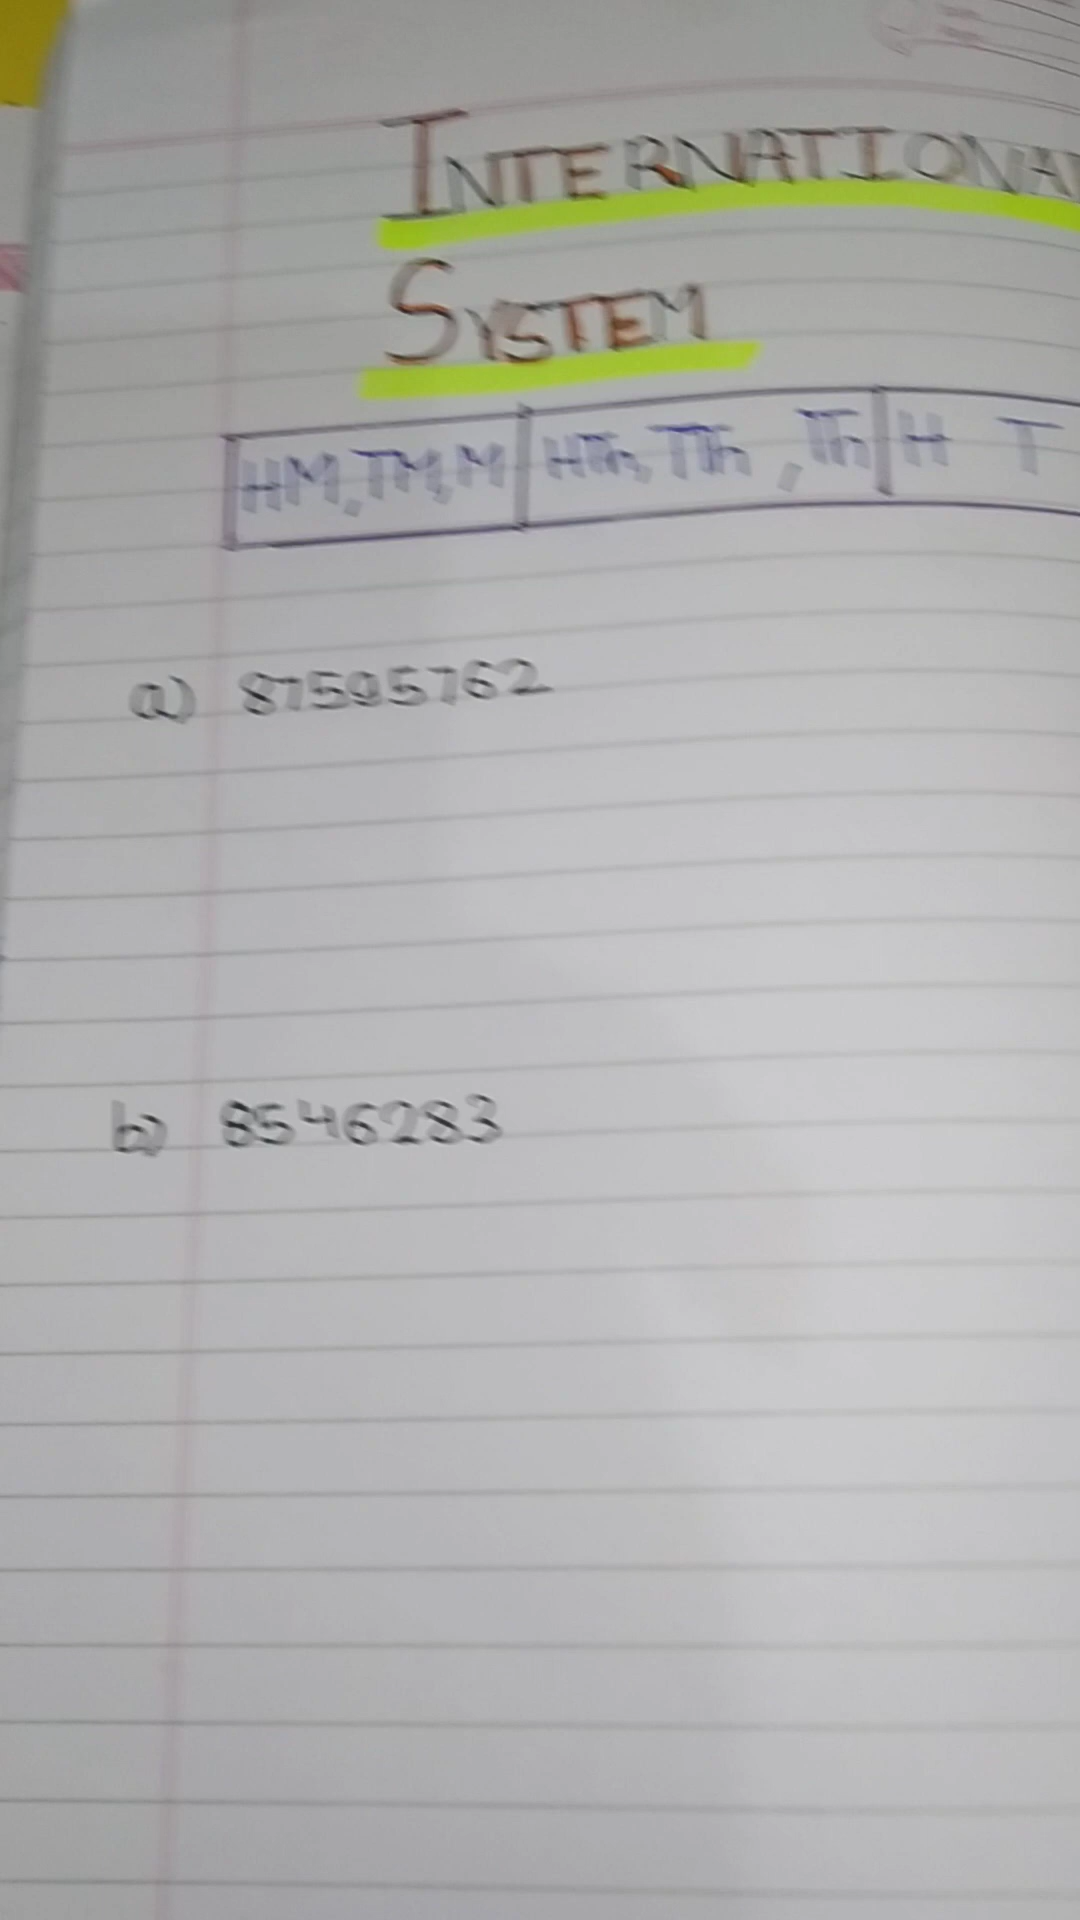 INTERNATIONA
SYSTEM
HM, TM, M HTh, TTh, Th H T
a) 87595762
b) 8546283